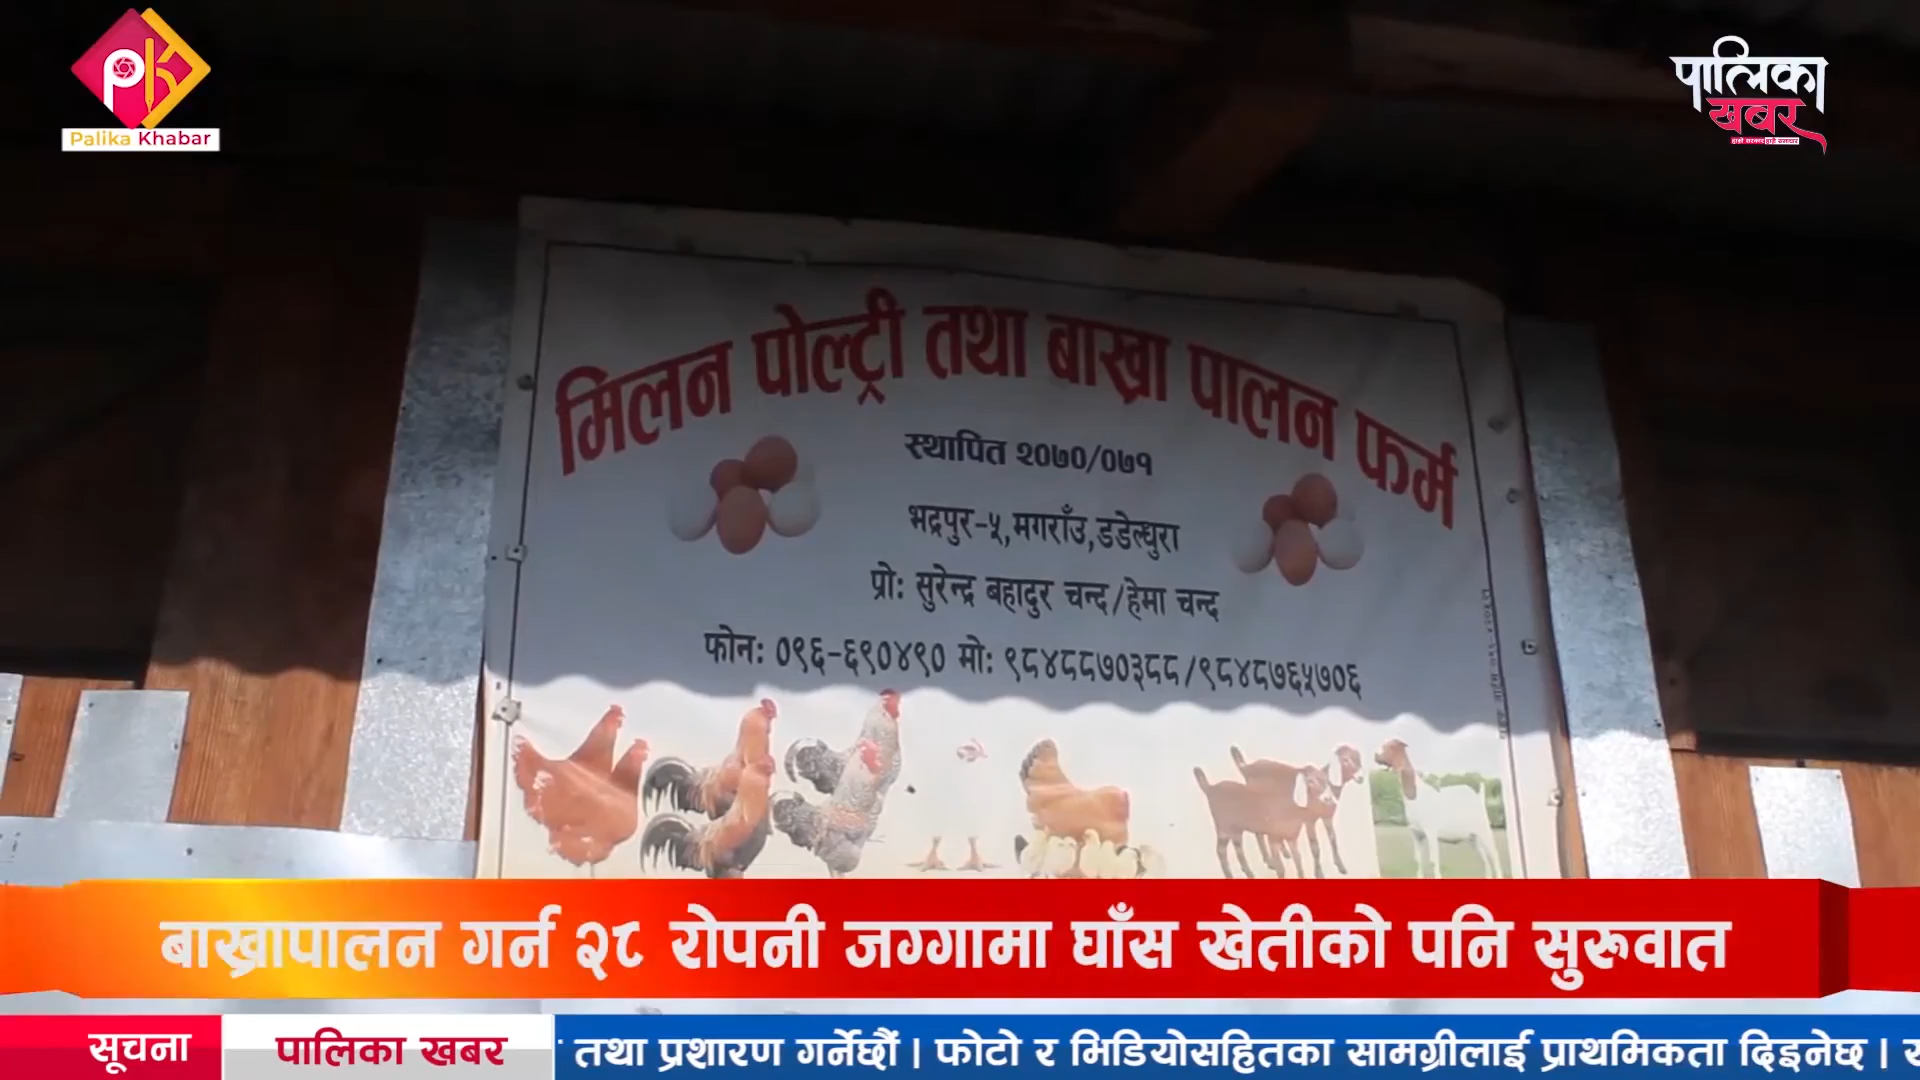 PK
Palika Khabar
पालिका
खबर
मिलन पोल्ट्री तथा बाख्रा पालन फर्म
स्थापित २०७०/०७१
भद्रपुर-५,मगराँउ,डडेल्धुरा
प्रो: सुरेन्द्र बहादुर चन्द/हेमा चन्द
फोन: ०९६-६९०४९० मो: ९८४८८७०३८८/९८४८७६५७०६
बाख्रापालन गर्न २८ रोपनी जग्गामा घाँस खेतीको पनि सुरूवात
सूचना पालिका खबर तथा प्रशारण गर्नेछौं | फोटो र भिडियोसहितका सामग्रीलाई प्राथमिकता दिइनेछ |